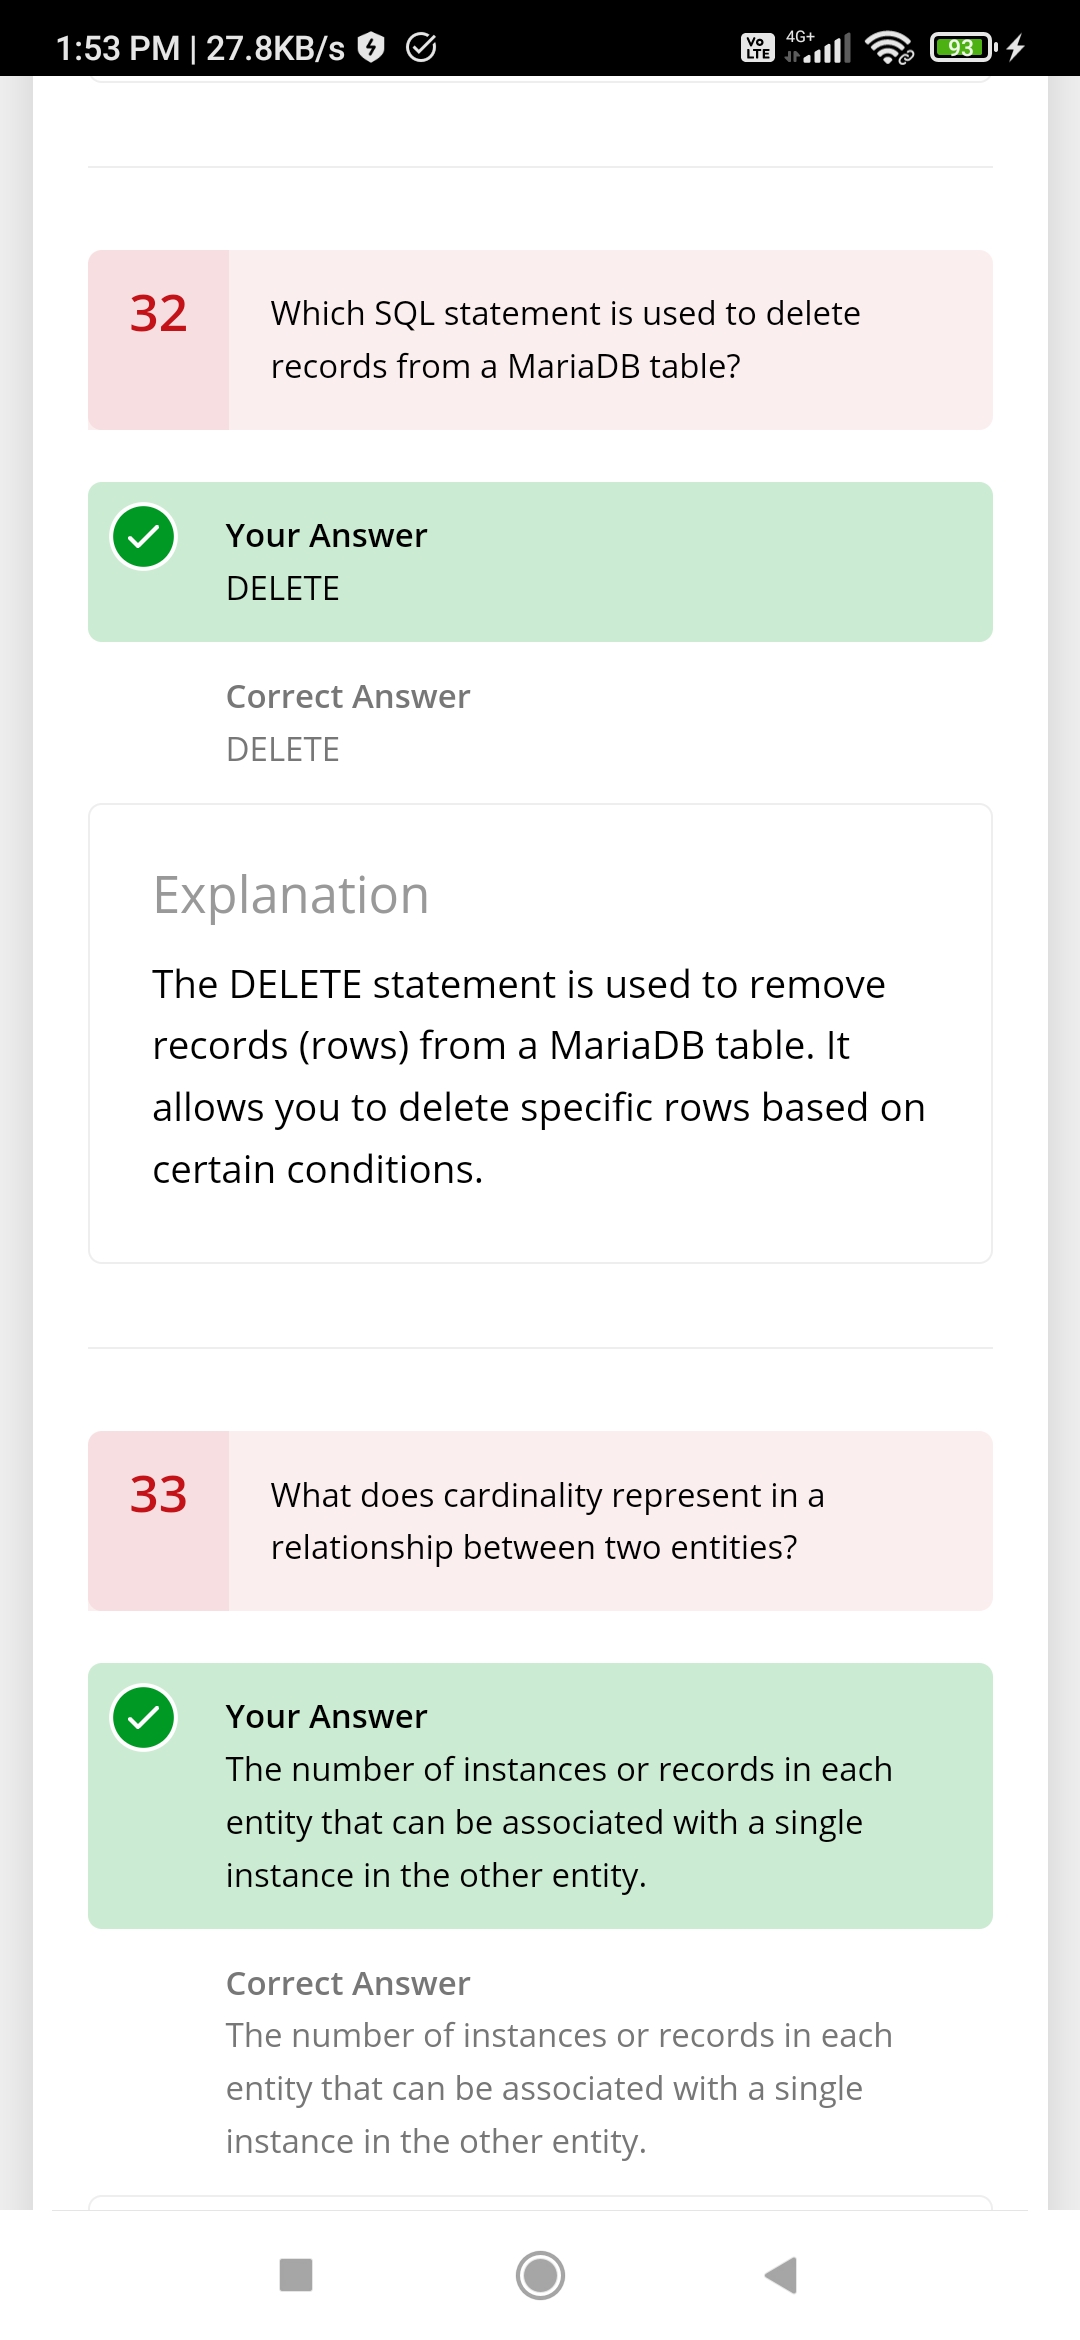 1:53 PM | 27.8KB/s
Vo LTE 4G+ 93
32
Which SQL statement is used to delete
records from a MariaDB table?
Your Answer
DELETE
Correct Answer
DELETE
Explanation
The DELETE statement is used to remove
records (rows) from a MariaDB table. It
allows you to delete specific rows based on
certain conditions.
33
What does cardinality represent in a
relationship between two entities?
Your Answer
The number of instances or records in each
entity that can be associated with a single
instance in the other entity.
Correct Answer
The number of instances or records in each
entity that can be associated with a single
instance in the other entity.